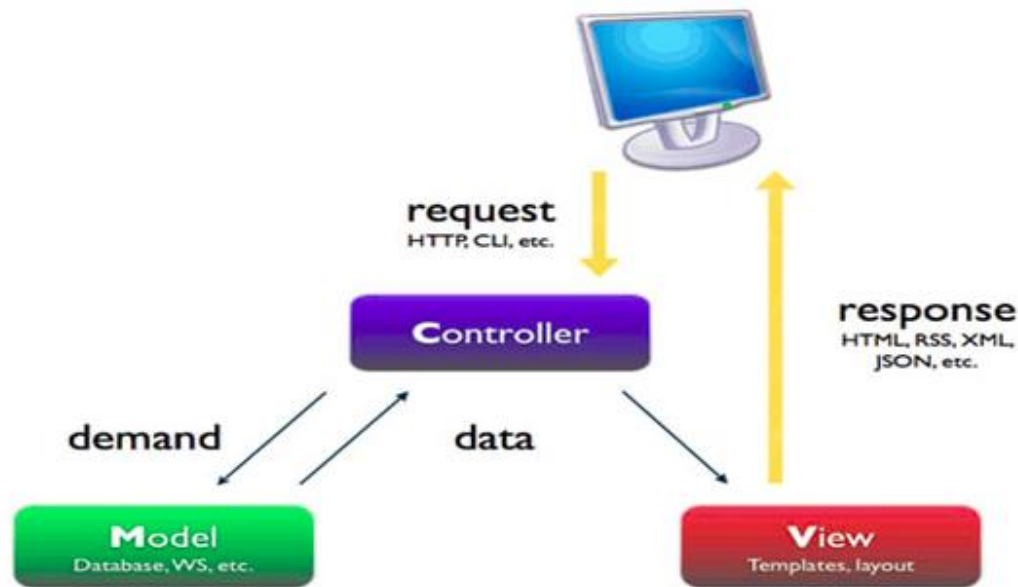 request
HTTP, CLI, etc.
Controller
response
HTML, RSS, XML,
JSON, etc.
demand
data
Model
Database, WS, etc.
View
Templates, layout